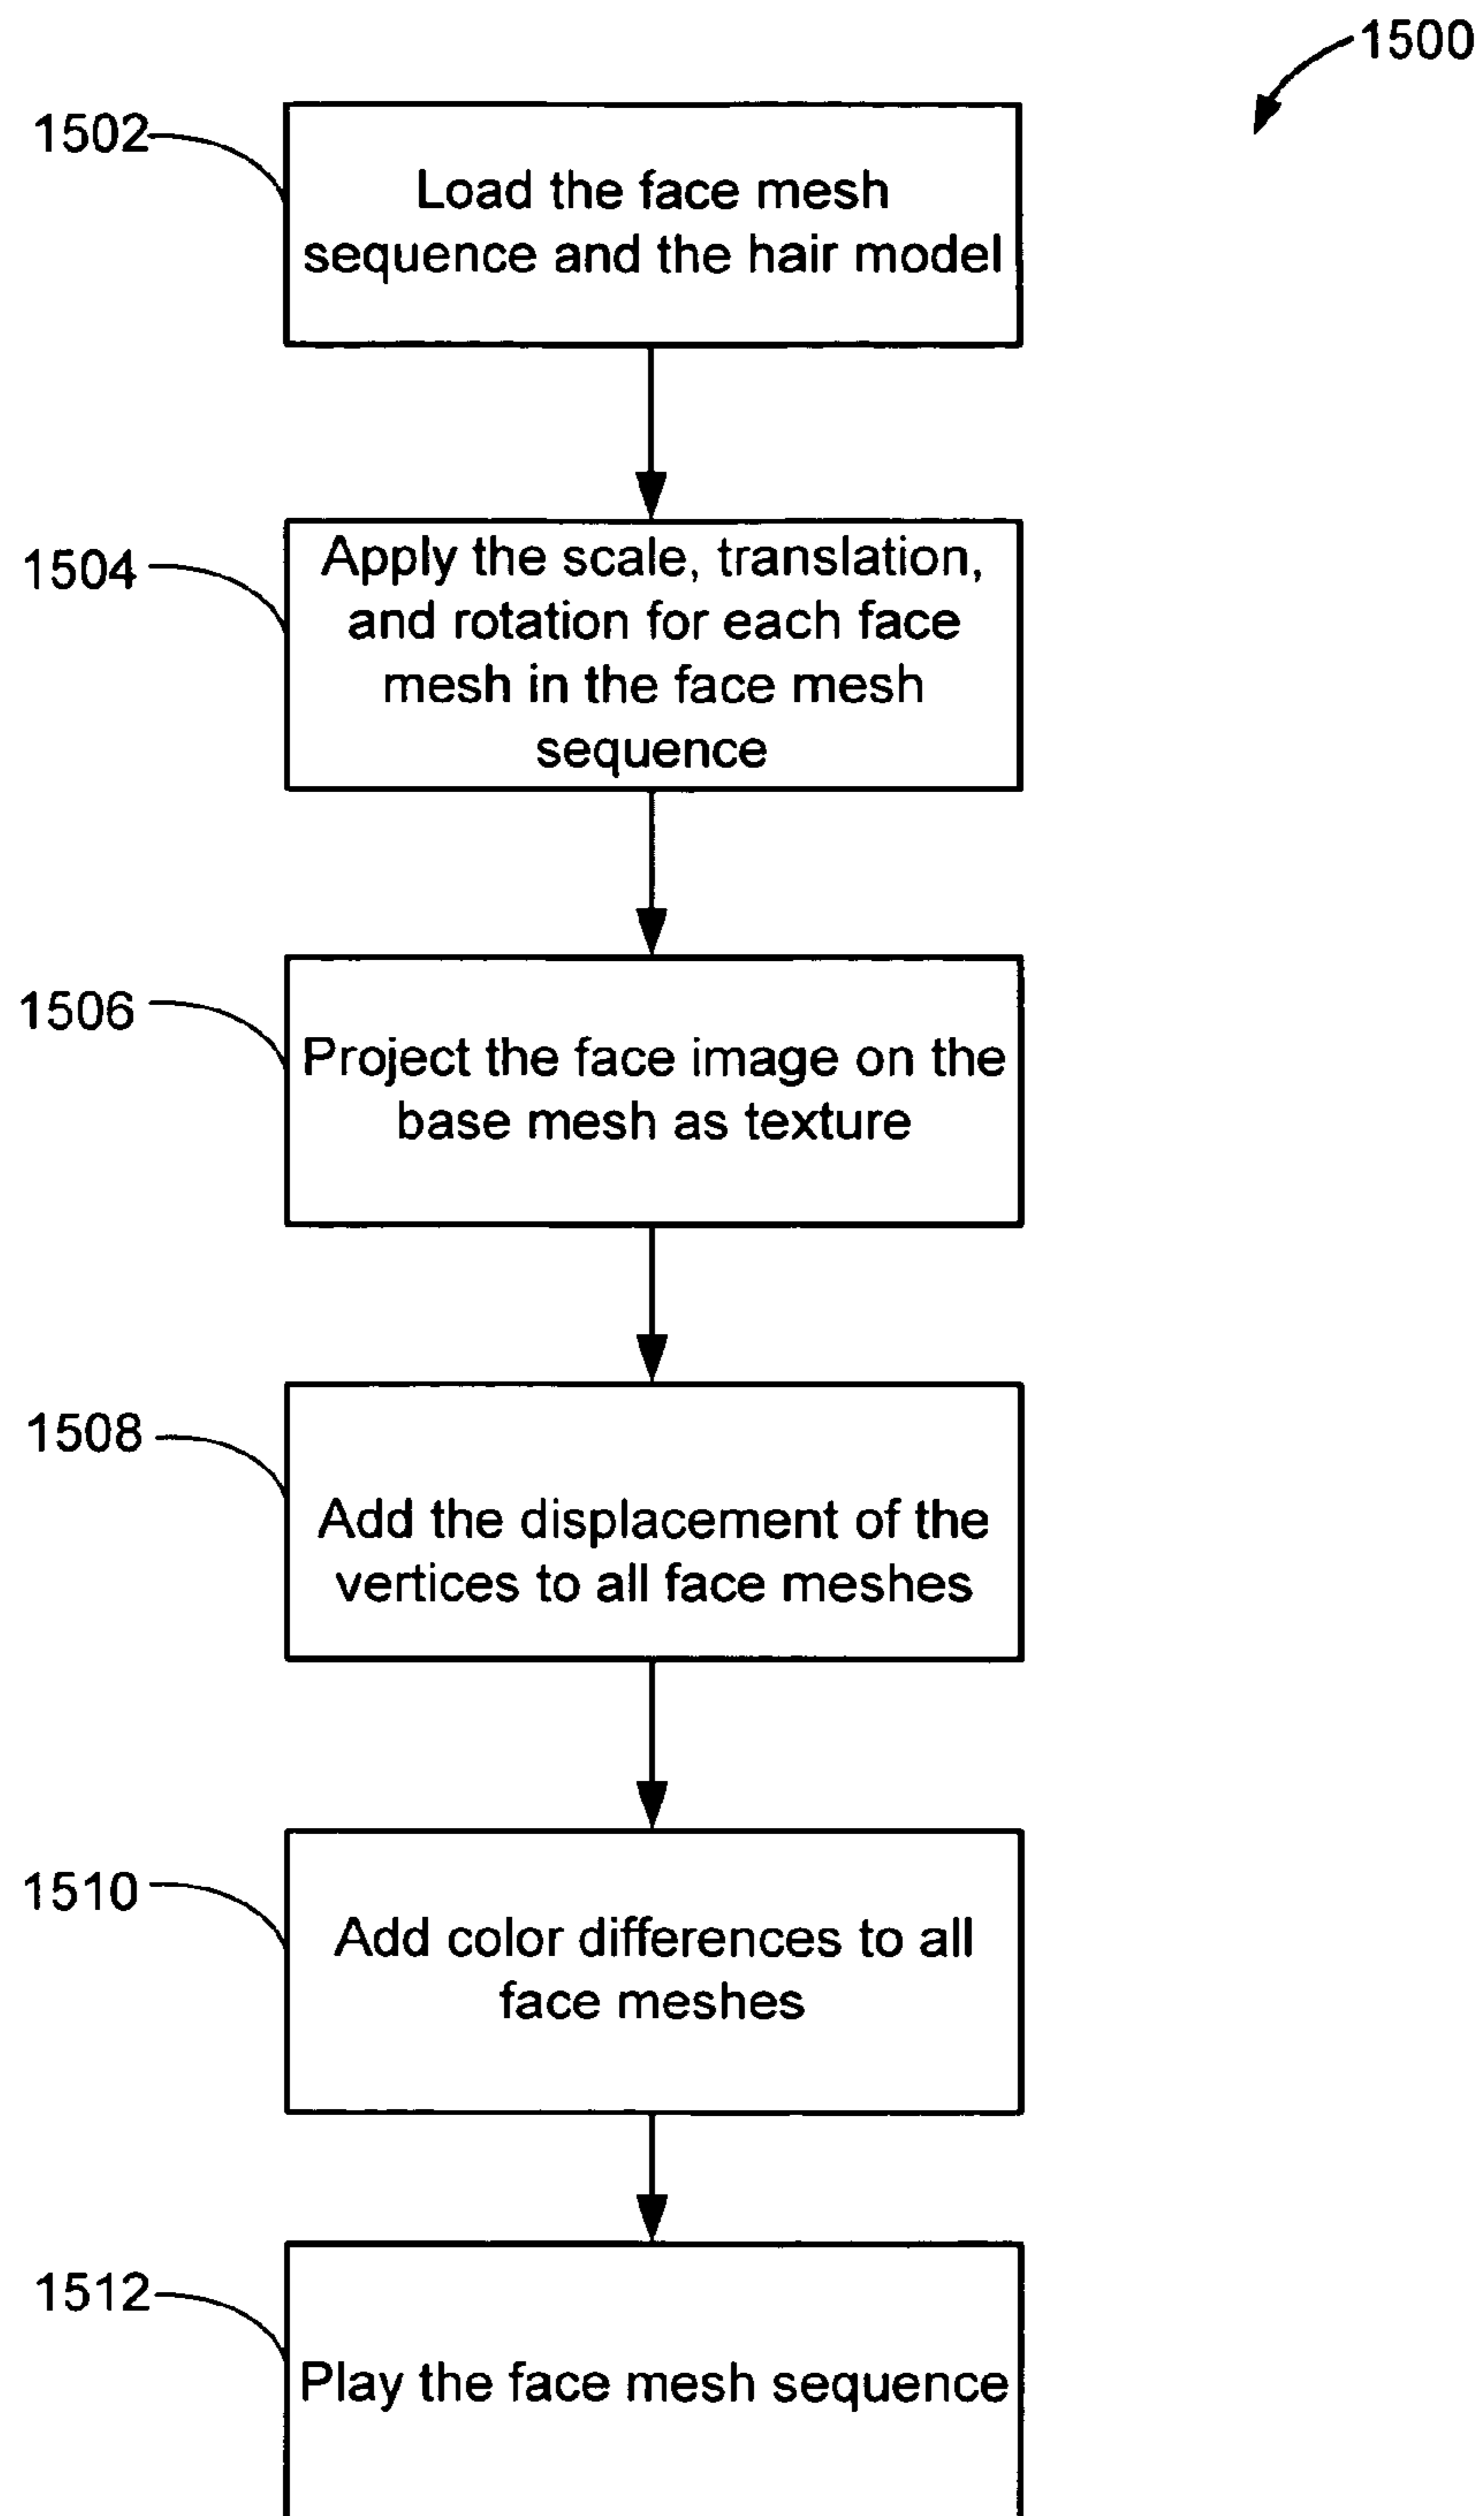 1500
1502
Load the face mesh
sequence and the hair model
1504
Apply the scale, translation,
and rotation for each face
mesh in the face mesh
sequence
1506
Project the face image on the
base mesh as texture
1508
Add the displacement of the
vertices to all face meshes
1510
Add color differences to all
face meshes
1512
Play the face mesh sequence